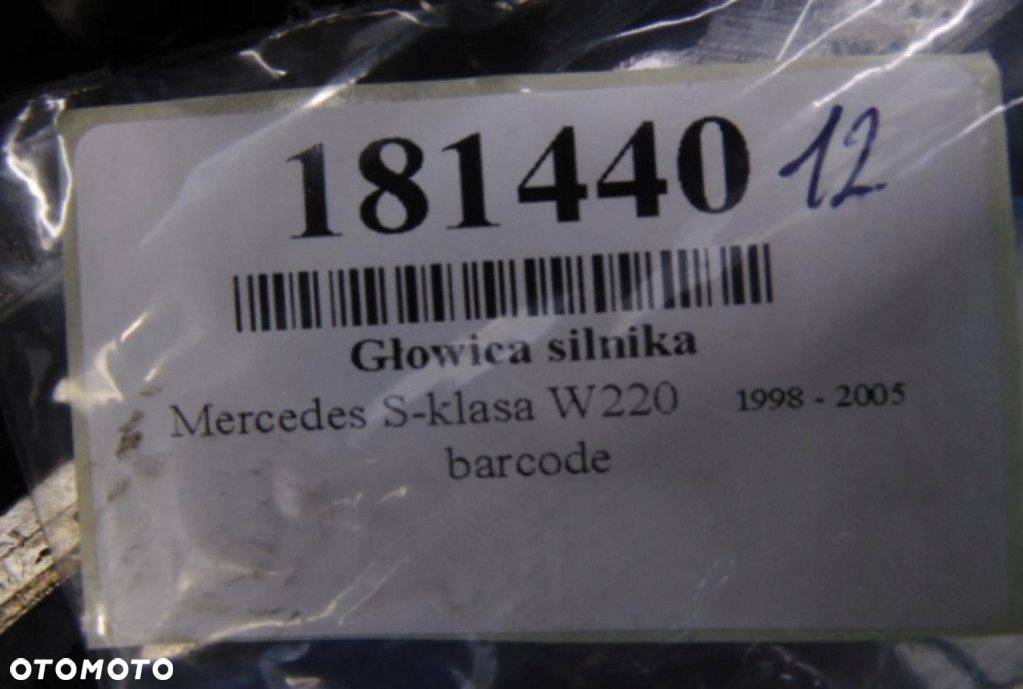 181440 12
Głowica silnika
Mercedes S-klasa W220 1998 - 2005
barcode
OTOMOTO